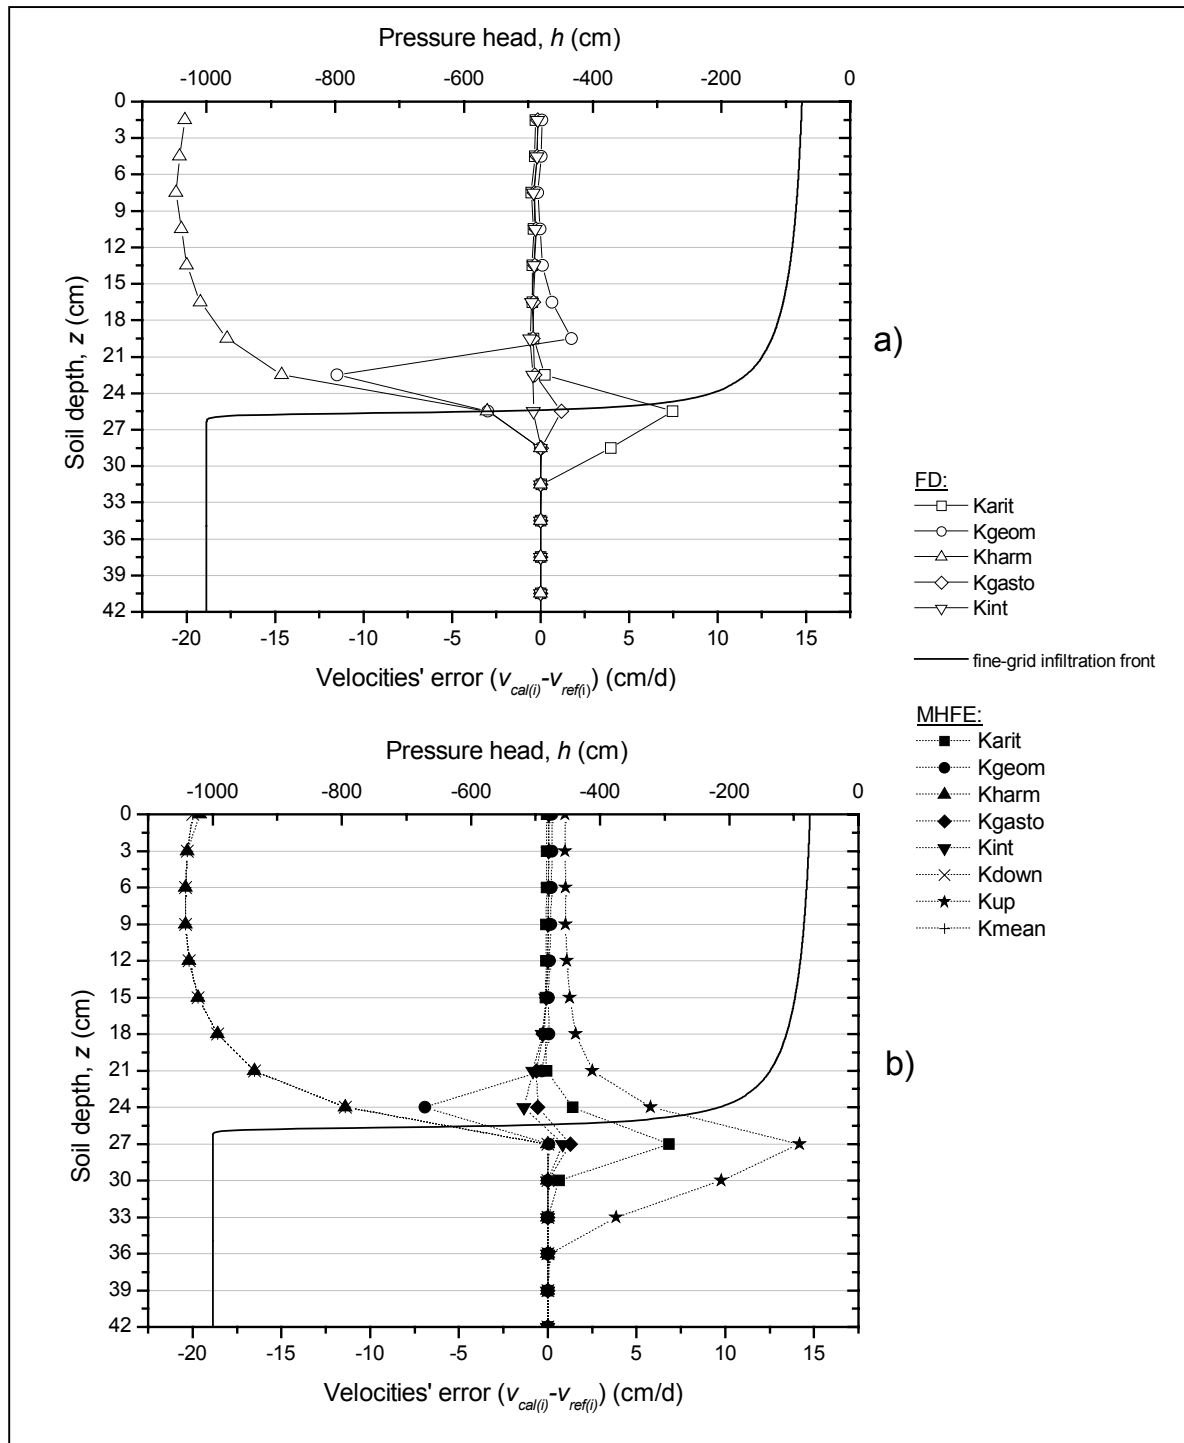 Pressure head, h (cm)
-1000 -800 -600 -400 -200 0
0
3
6
9
12
15
18
21
24
27
30
33
36
39
42
Soil depth, z (cm)
a)
-20 -15 -10 -5 0 5 10 15
Velocities' error (vcal(i)-vref(i)) (cm/d)
FD:
Karit
Kgeom
Kharm
Kgasto
Kint
fine-grid infiltration front
MHFE:
Karit
Kgeom
Kharm
Kgasto
Kint
Kdown
Kup
Kmean
Pressure head, h (cm)
-1000 -800 -600 -400 -200 0
0
3
6
9
12
15
18
21
24
27
30
33
36
39
42
Soil depth, z (cm)
b)
-20 -15 -10 -5 0 5 10 15
Velocities' error (vcal(i)-vref(i)) (cm/d)